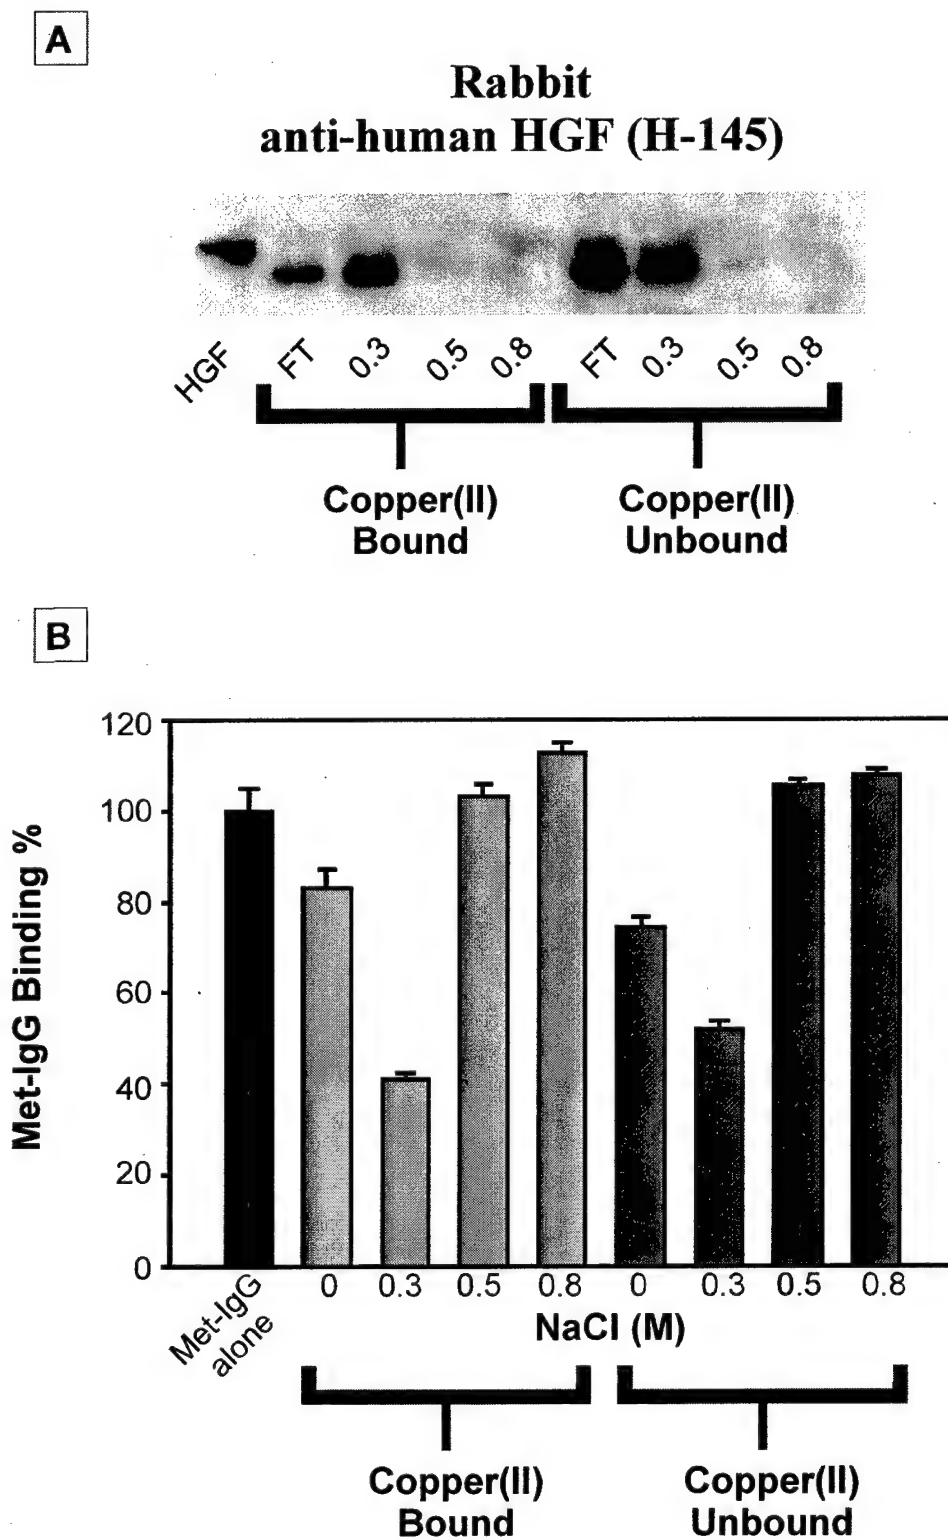 A
Rabbit
anti-human HGF (H-145)
HGF FT 0.3 0.5 0.8 FT 0.3 0.5 0.8
Copper(II) Copper(II)
Bound Unbound
B
Met-IgG Binding %
120
100
80
60
40
20
0
Met-IgG alone 0 0.3 0.5 0.8 0 0.3 0.5 0.8
NaCl (M)
Copper(II) Copper(II)
Bound Unbound